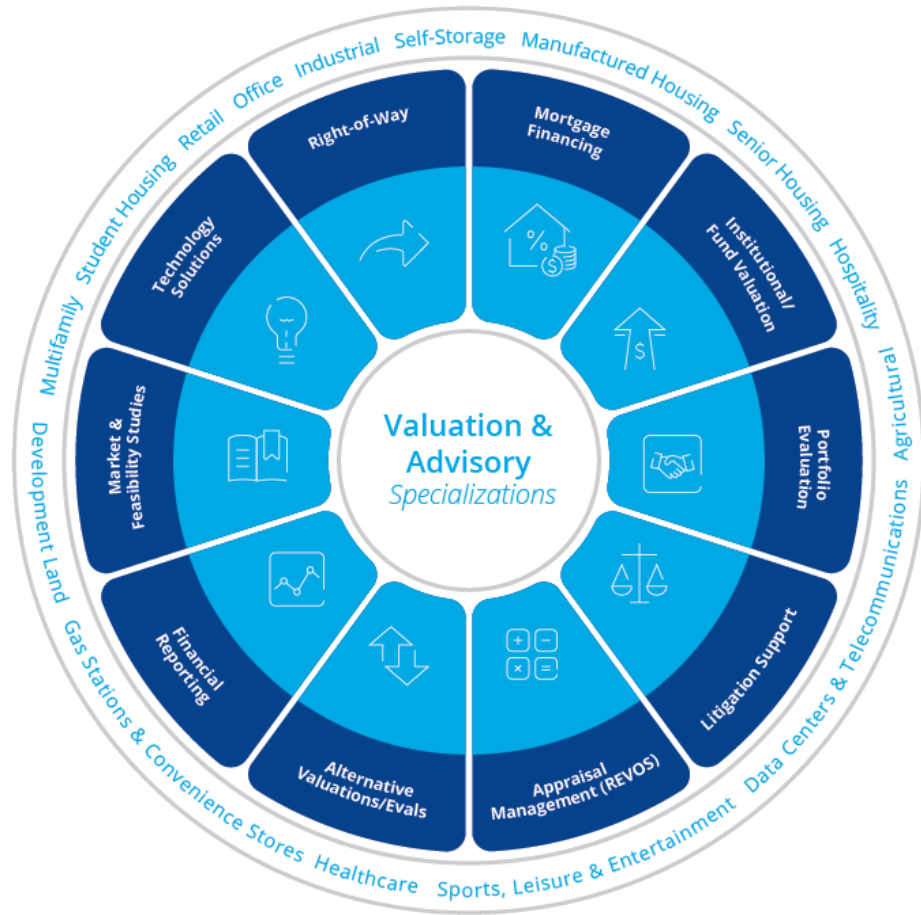 Valuation &
Advisory
Specializations
Mortgage
Financing
Institutional/
Fund Valuation
Portfolio
Evaluation
Litigation Support
Appraisal
Management (REVOS)
Alternative
Valuations/Evals
Financial
Reporting
Market &
Feasibility Studies
Technology
Solutions
Right-of-Way
%
$
$
+ −
× =
Multifamily
Student Housing
Retail
Office
Industrial
Self-Storage
Manufactured Housing
Senior Housing
Hospitality
Agricultural
Data Centers & Telecommunications
Sports, Leisure & Entertainment
Healthcare
Gas Stations & Convenience Stores
Development Land